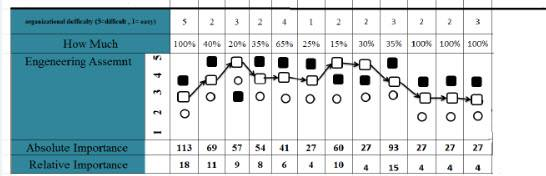 organizational defficulty (5=difficult , 1= easy) 5 2 3 2 4 1 2 2 3 2 2 3
How Much 100% 40% 20% 35% 65% 25% 15% 30% 35% 100% 100% 100%
Engeneering Assemnt 5
4
3
2
1
Absolute Importance 113 69 57 54 41 27 60 27 93 27 27 27
Relative Importance 18 11 9 8 6 4 10 4 15 4 4 4